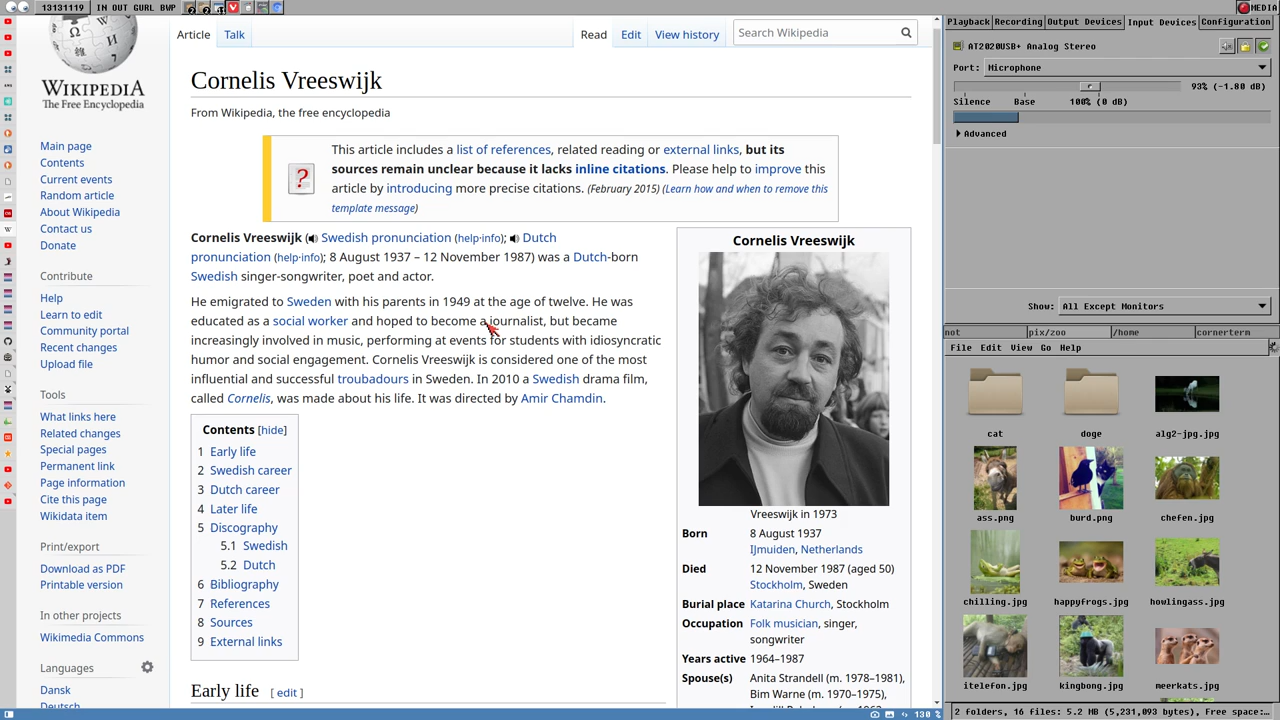 13131119 IN OUT GURL BWP
MEDIA
WIKIPEDIA
The Free Encyclopedia
Main page
Contents
Current events
Random article
About Wikipedia
Contact us
Donate
Contribute
Help
Learn to edit
Community portal
Recent changes
Upload file
Tools
What links here
Related changes
Special pages
Permanent link
Page information
Cite this page
Wikidata item
Print/export
Download as PDF
Printable version
In other projects
Wikimedia Commons
Languages
Dansk
Deutsch
Article Talk Read Edit View history Search Wikipedia
Cornelis Vreeswijk
From Wikipedia, the free encyclopedia
This article includes a list of references, related reading or external links, but its
sources remain unclear because it lacks inline citations. Please help to improve this
article by introducing more precise citations. (February 2015) (Learn how and when to remove this
template message)
Cornelis Vreeswijk ( Swedish pronunciation (help·info); Dutch
pronunciation (help·info); 8 August 1937 – 12 November 1987) was a Dutch-born
Swedish singer-songwriter, poet and actor.
He emigrated to Sweden with his parents in 1949 at the age of twelve. He was
educated as a social worker and hoped to become a journalist, but became
increasingly involved in music, performing at events for students with idiosyncratic
humor and social engagement. Cornelis Vreeswijk is considered one of the most
influential and successful troubadours in Sweden. In 2010 a Swedish drama film,
called Cornelis, was made about his life. It was directed by Amir Chamdin.
Contents [hide]
1 Early life
2 Swedish career
3 Dutch career
4 Later life
5 Discography
5.1 Swedish
5.2 Dutch
6 Bibliography
7 References
8 Sources
9 External links
Early life [ edit ]
Cornelis Vreeswijk
Vreeswijk in 1973
Born 8 August 1937
IJmuiden, Netherlands
Died 12 November 1987 (aged 50)
Stockholm, Sweden
Burial place Katarina Church, Stockholm
Occupation Folk musician, singer,
songwriter
Years active 1964–1987
Spouse(s) Anita Strandell (m. 1978–1981),
Bim Warne (m. 1970–1975),
130 %
Playback Recording Output Devices Input Devices Configuration
AT2020USB+ Analog Stereo
Port: Microphone
93% (-1.80 dB)
Silence Base 100% (0 dB)
Advanced
Show: All Except Monitors
not pix/zoo /home cornerterm
File Edit View Go Help
cat doge alg2-jpg.jpg
ass.png burd.png chefen.jpg
chilling.jpg happyfrogs.jpg howlingass.jpg
itelefon.jpg kingbong.jpg meerkats.jpg
2 folders, 16 files: 5.2 MB (5,231,093 bytes), free space:…